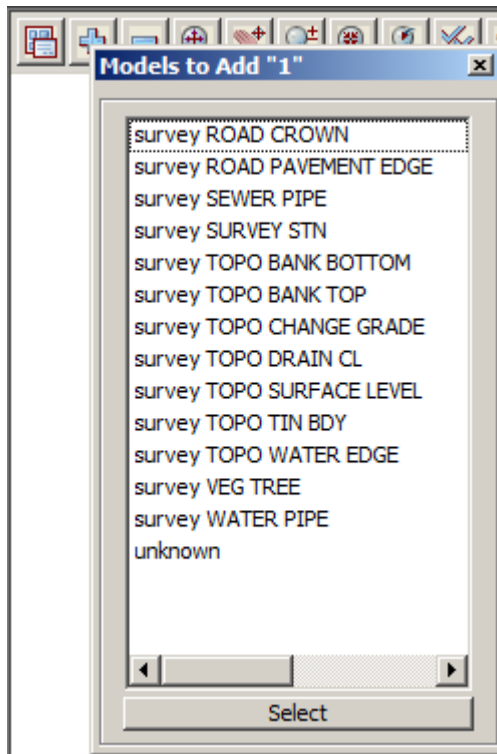 Models to Add "1"
survey ROAD CROWN
survey ROAD PAVEMENT EDGE
survey SEWER PIPE
survey SURVEY STN
survey TOPO BANK BOTTOM
survey TOPO BANK TOP
survey TOPO CHANGE GRADE
survey TOPO DRAIN CL
survey TOPO SURFACE LEVEL
survey TOPO TIN BDY
survey TOPO WATER EDGE
survey VEG TREE
survey WATER PIPE
unknown
Select